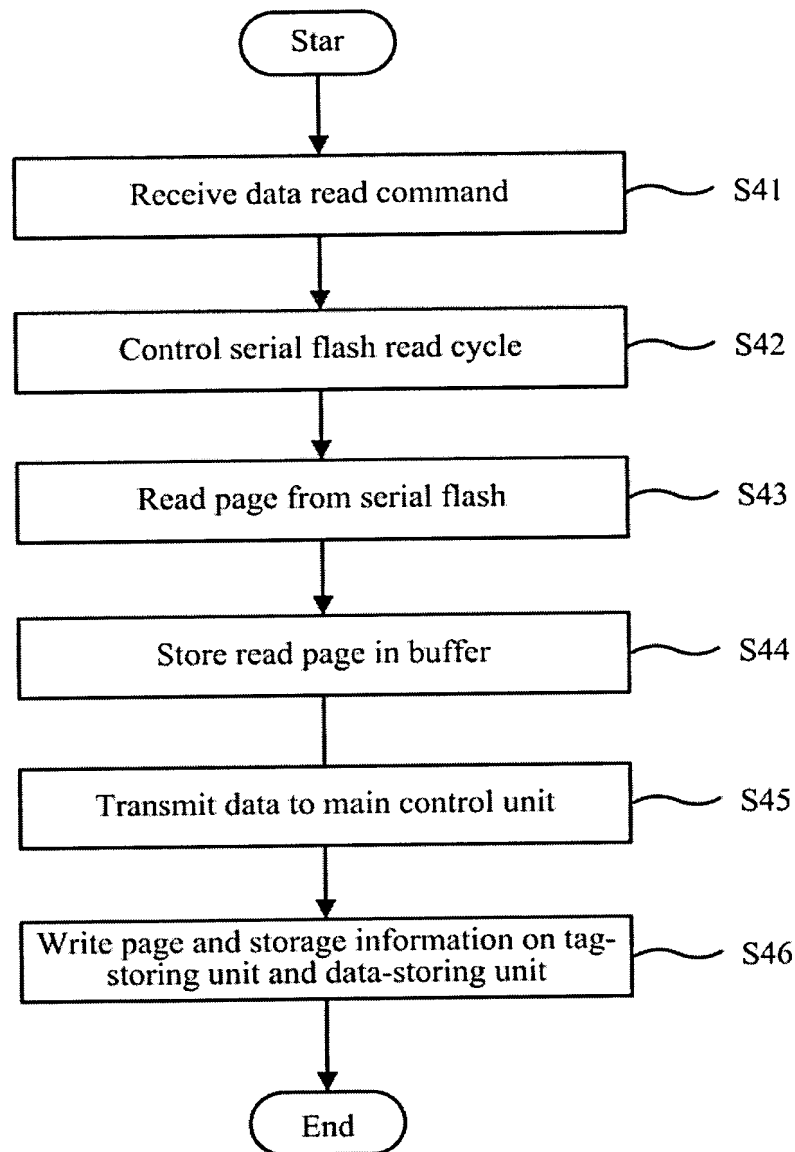 Star
Receive data read command
S41
Control serial flash read cycle
S42
Read page from serial flash
S43
Store read page in buffer
S44
Transmit data to main control unit
S45
Write page and storage information on tag-
storing unit and data-storing unit
S46
End